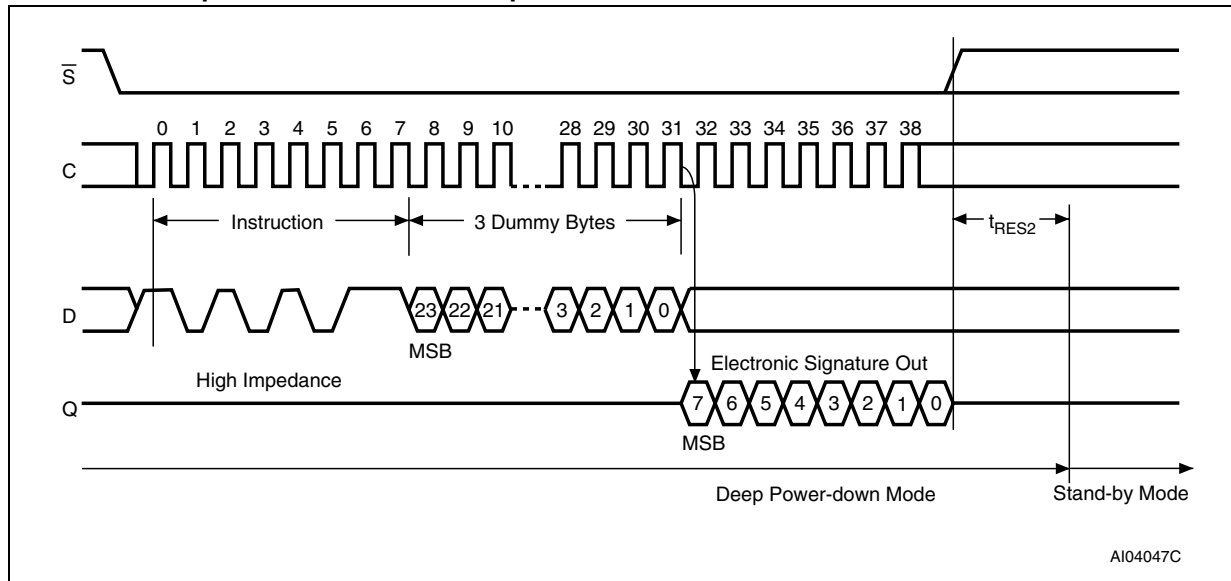 S
0 1 2 3 4 5 6 7 8 9 10 28 29 30 31 32 33 34 35 36 37 38
C
Instruction 3 Dummy Bytes tRES2
D
23 22 21 3 2 1 0
MSB
High Impedance Electronic Signature Out
Q
7 6 5 4 3 2 1 0
MSB
Deep Power-down Mode Stand-by Mode
AI04047C